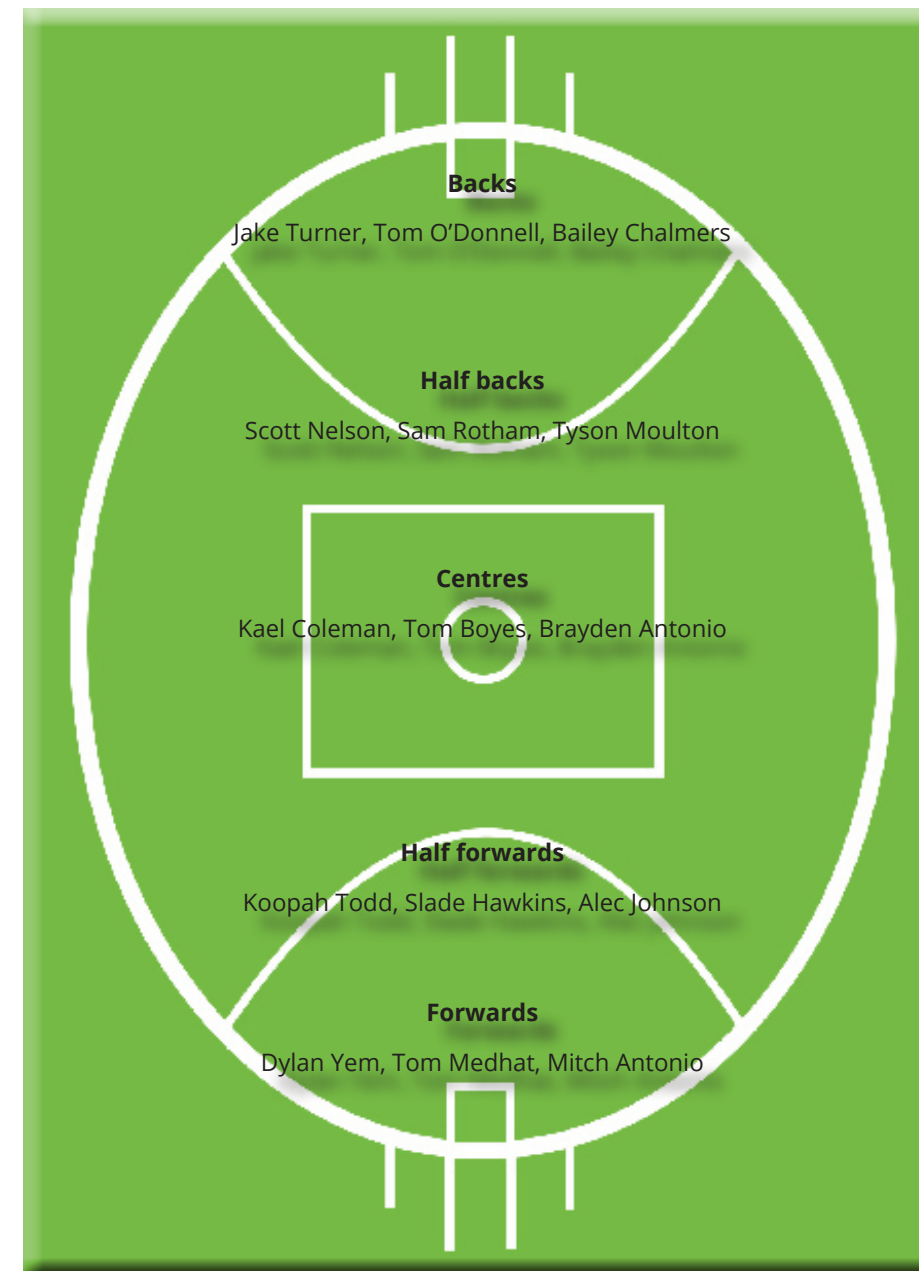 Backs
Jake Turner, Tom O’Donnell, Bailey Chalmers
Half backs
Scott Nelson, Sam Rotham, Tyson Moulton
Centres
Kael Coleman, Tom Boyes, Brayden Antonio
Half forwards
Koopah Todd, Slade Hawkins, Alec Johnson
Forwards
Dylan Yem, Tom Medhat, Mitch Antonio